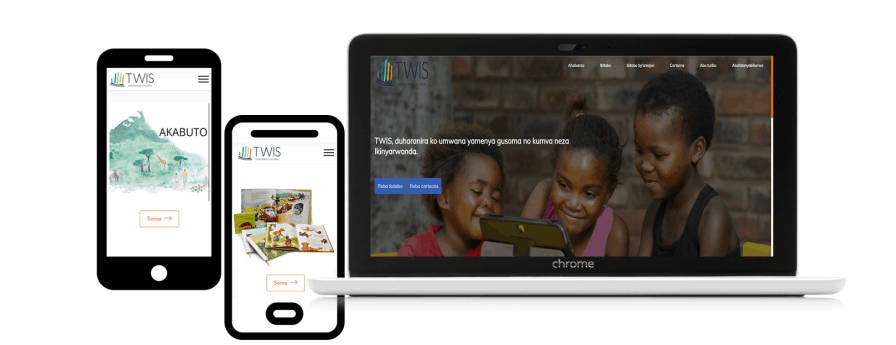 TWIS
AKABUTO
Soma →
TWIS
Soma →
TWIS
Ahabanza
Ibitabo
Ibitabo by'amajwi
Cartoons
Abo turibo
TWIS, duharanira ko umwana yamenya gusoma no kumva neza
Ikinyarwanda.
Reba ibitabo
Reba cartoons
chrome